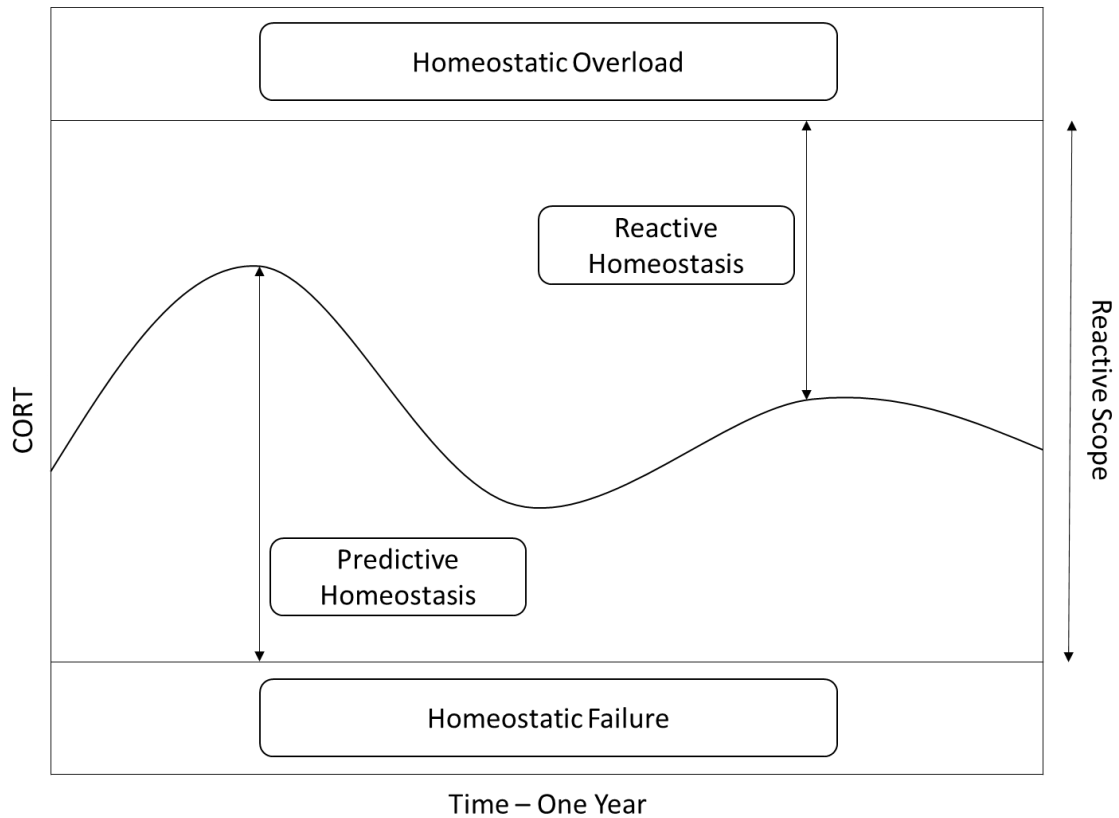 Homeostatic Overload
Reactive
Homeostasis
Reactive Scope
CORT
Predictive
Homeostasis
Homeostatic Failure
Time – One Year